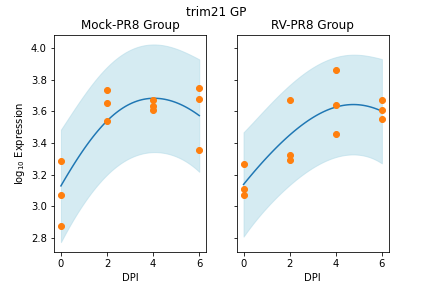 trim21 GP
Mock-PR8 Group
RV-PR8 Group
log10 Expression
4.0
3.8
3.6
3.4
3.2
3.0
2.8
0 2 4 6
0 2 4 6
DPI
DPI